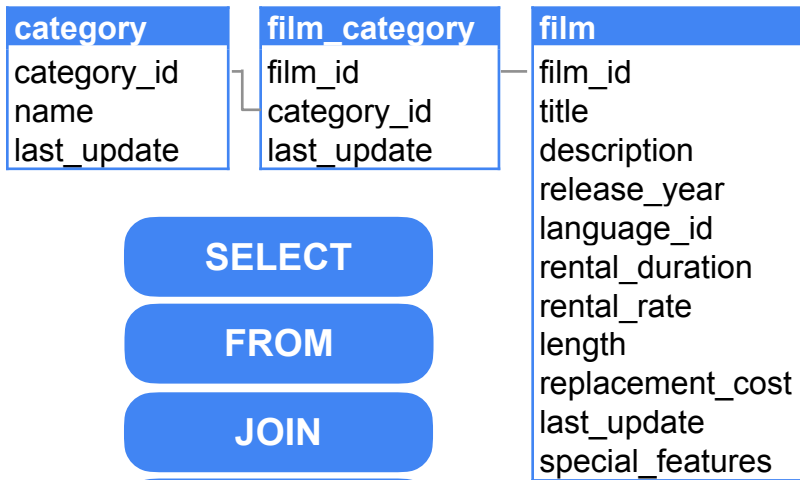 category
category_id
name
last_update
film_category
film_id
category_id
last_update
film
film_id
title
description
release_year
language_id
rental_duration
rental_rate
length
replacement_cost
last_update
special_features
SELECT
FROM
JOIN